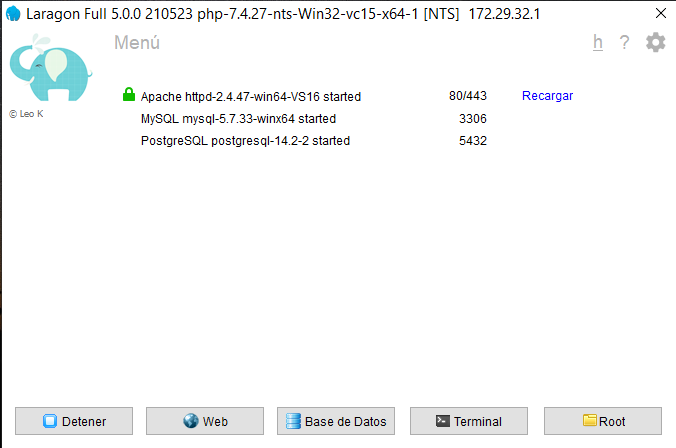 Laragon Full 5.0.0 210523 php-7.4.27-nts-Win32-vc15-x64-1 [NTS] 172.29.32.1
Menú h ?
© Leo K
Apache httpd-2.4.47-win64-VS16 started 80/443 Recargar
MySQL mysql-5.7.33-winx64 started 3306
PostgreSQL postgresql-14.2-2 started 5432
Detener Web Base de Datos Terminal Root